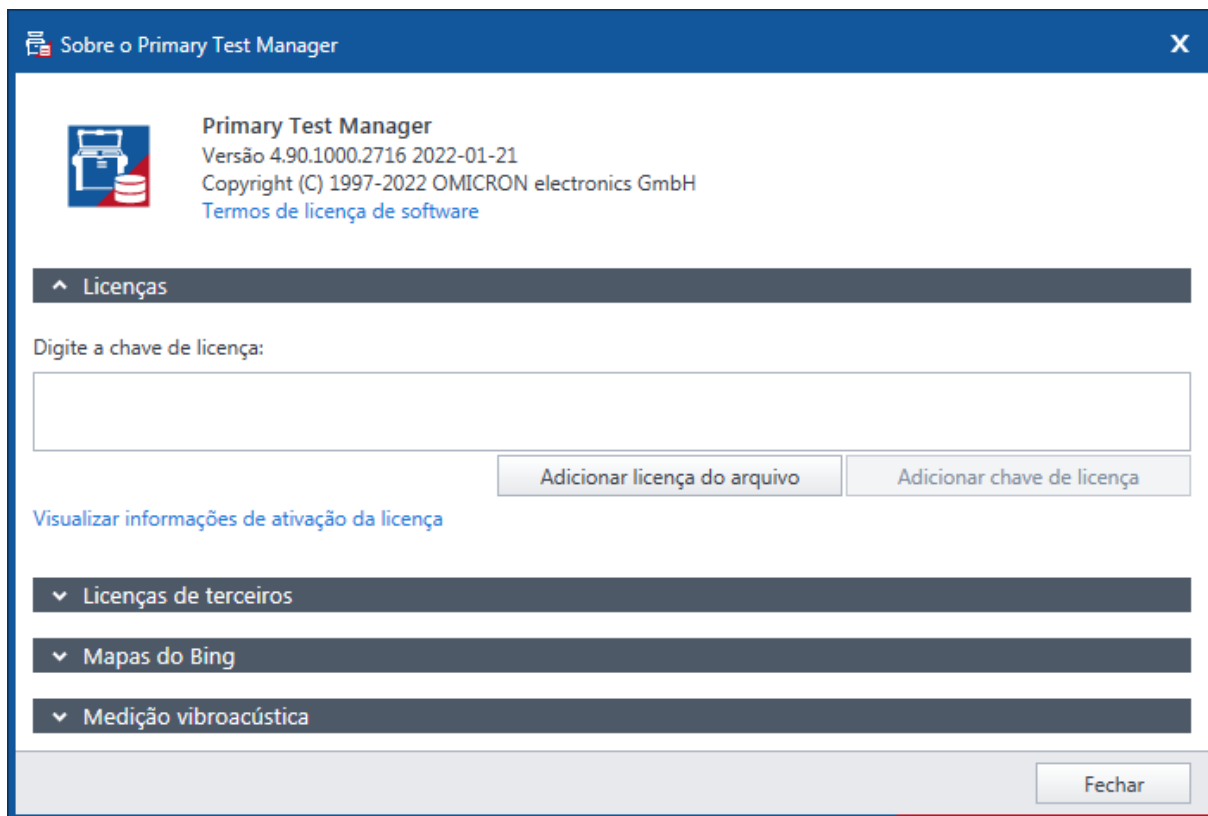 Sobre o Primary Test Manager
X
Primary Test Manager
Versão 4.90.1000.2716 2022-01-21
Copyright (C) 1997-2022 OMICRON electronics GmbH
Termos de licença de software
Licenças
Digite a chave de licença:
Adicionar licença do arquivo
Adicionar chave de licença
Visualizar informações de ativação da licença
Licenças de terceiros
Mapas do Bing
Medição vibroacústica
Fechar